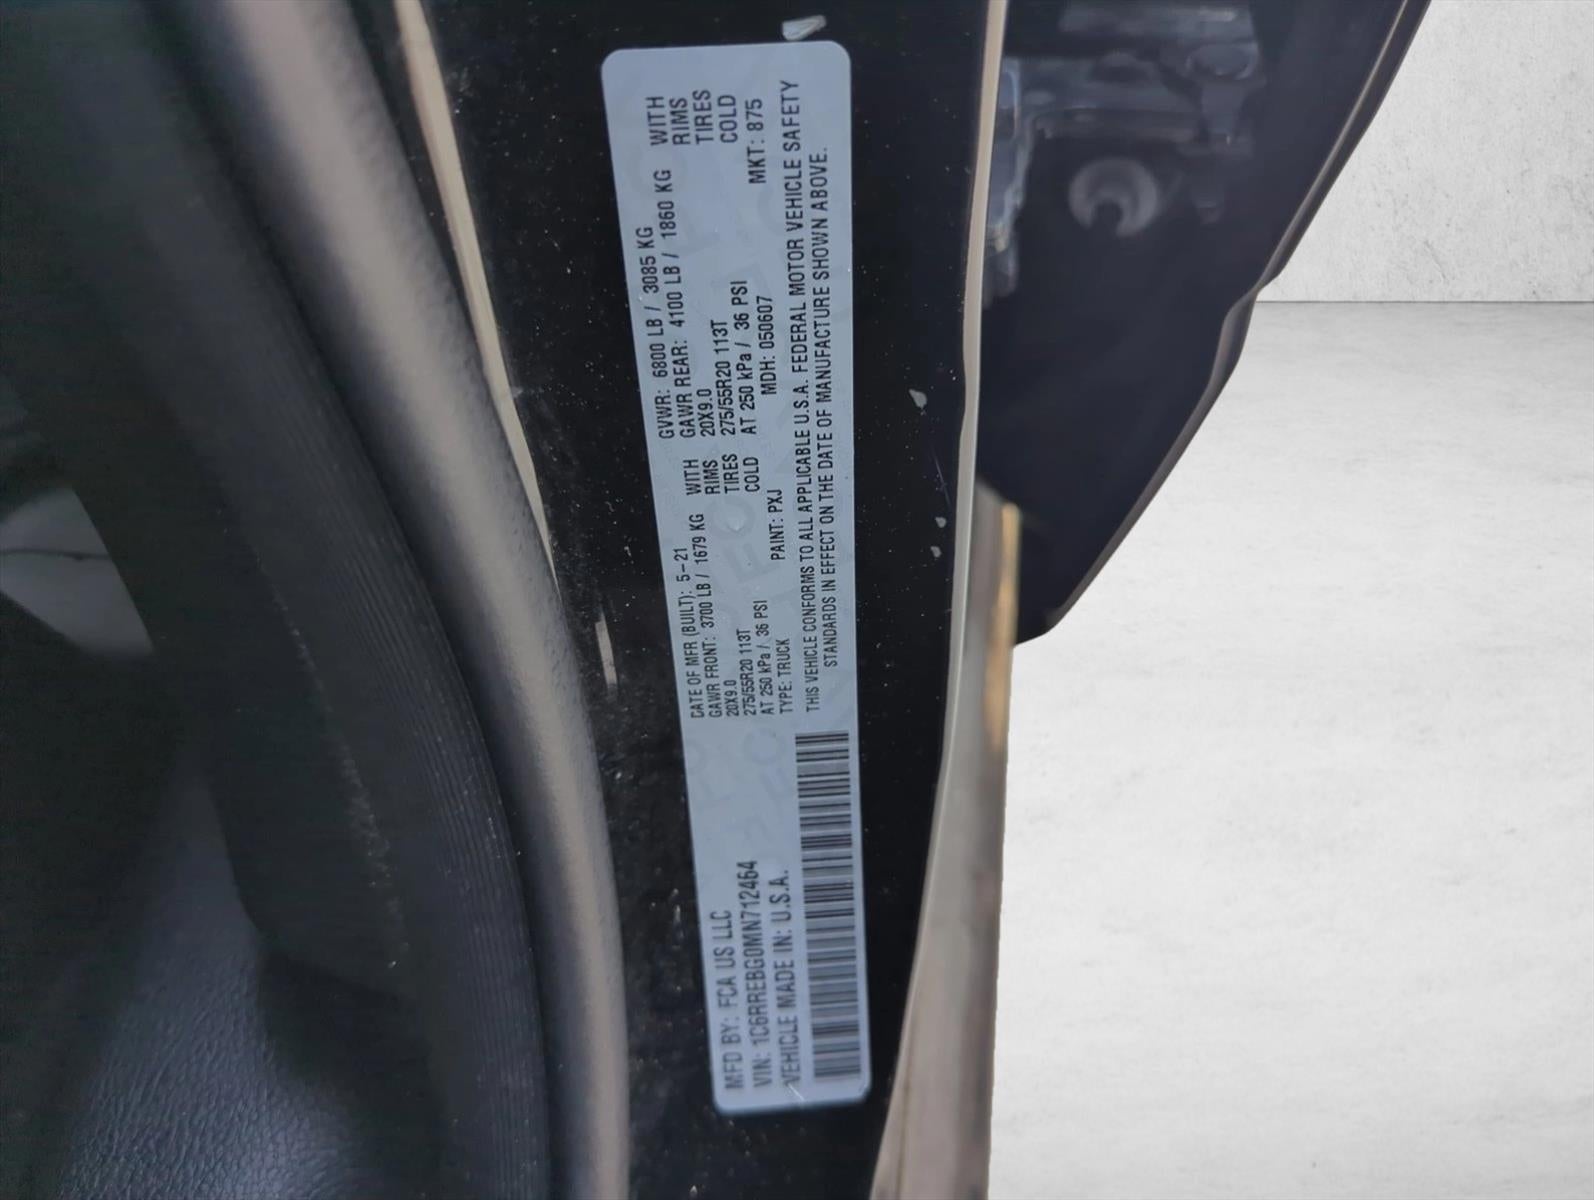 MFD BY: FCA US LLC
VIN: 1C6RREBG0MN712464
VEHICLE MADE IN: U.S.A.
DATE OF MFR (BUILT): 5-21 GVWR: 6800 LB / 3085 KG
GAWR FRONT: 3700 LB / 1679 KG WITH GAWR REAR: 4100 LB / 1860 KG WITH
20X9.0 RIMS 20X9.0 RIMS
275/55R20 113T TIRES 275/55R20 113T TIRES
AT 250 kPa / 36 PSI COLD AT 250 kPa / 36 PSI COLD
TYPE: TRUCK PAINT: PXJ MDH: 050607 MKT: 875
THIS VEHICLE CONFORMS TO ALL APPLICABLE U.S.A. FEDERAL MOTOR VEHICLE SAFETY
STANDARDS IN EFFECT ON THE DATE OF MANUFACTURE SHOWN ABOVE.